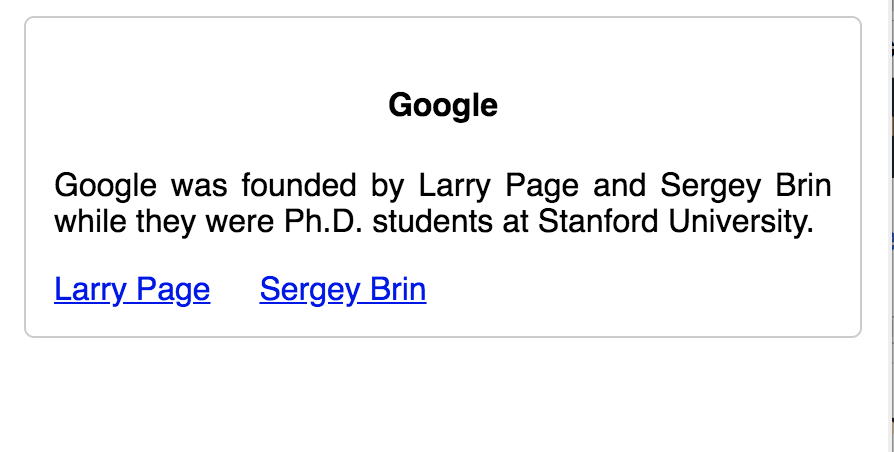 Google
Google was founded by Larry Page and Sergey Brin
while they were Ph.D. students at Stanford University.
Larry Page Sergey Brin